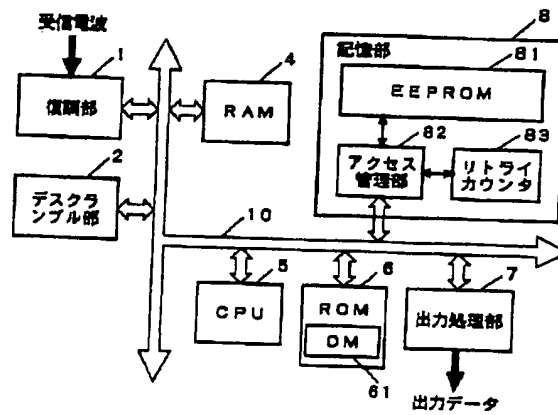 受信電波
1
復調部
2
デスクラ
ンブル部
4
RAM
10
8
記憶部
81
EEPROM
82
アクセス
管理部
83
リトライ
カウンタ
5
CPU
6
ROM
DM
61
7
出力処理部
出力データ